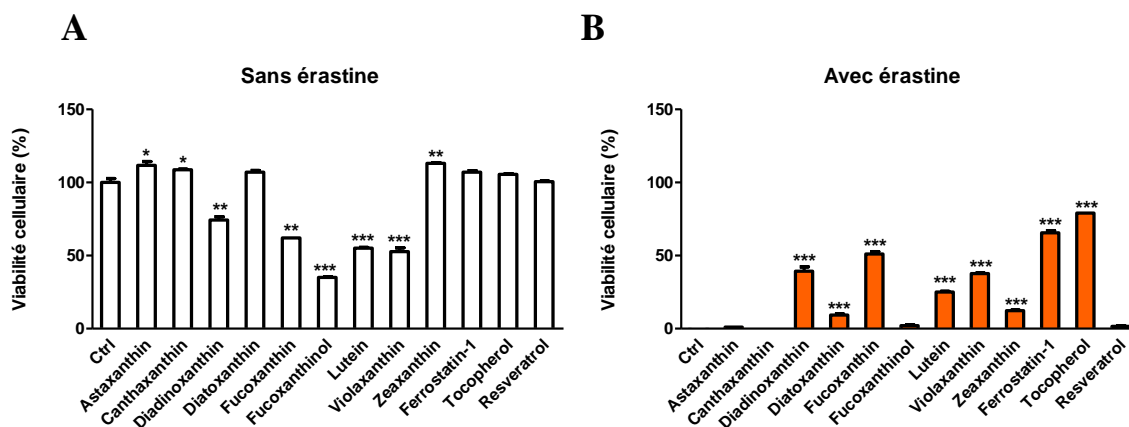 A
Sans érastine
Viabilité cellulaire (%)
150
100
50
0
* * ** ** *** *** *** **
Ctrl
Astaxanthin
Canthaxanthin
Diadinoxanthin
Diatoxanthin
Fucoxanthin
Fucoxanthinol
Lutein
Violaxanthin
Zeaxanthin
Ferrostatin-1
Tocopherol
Resveratrol
B
Avec érastine
Viabilité cellulaire (%)
150
100
50
0
*** *** *** *** *** *** *** ***
Ctrl
Astaxanthin
Canthaxanthin
Diadinoxanthin
Diatoxanthin
Fucoxanthin
Fucoxanthinol
Lutein
Violaxanthin
Zeaxanthin
Ferrostatin-1
Tocopherol
Resveratrol